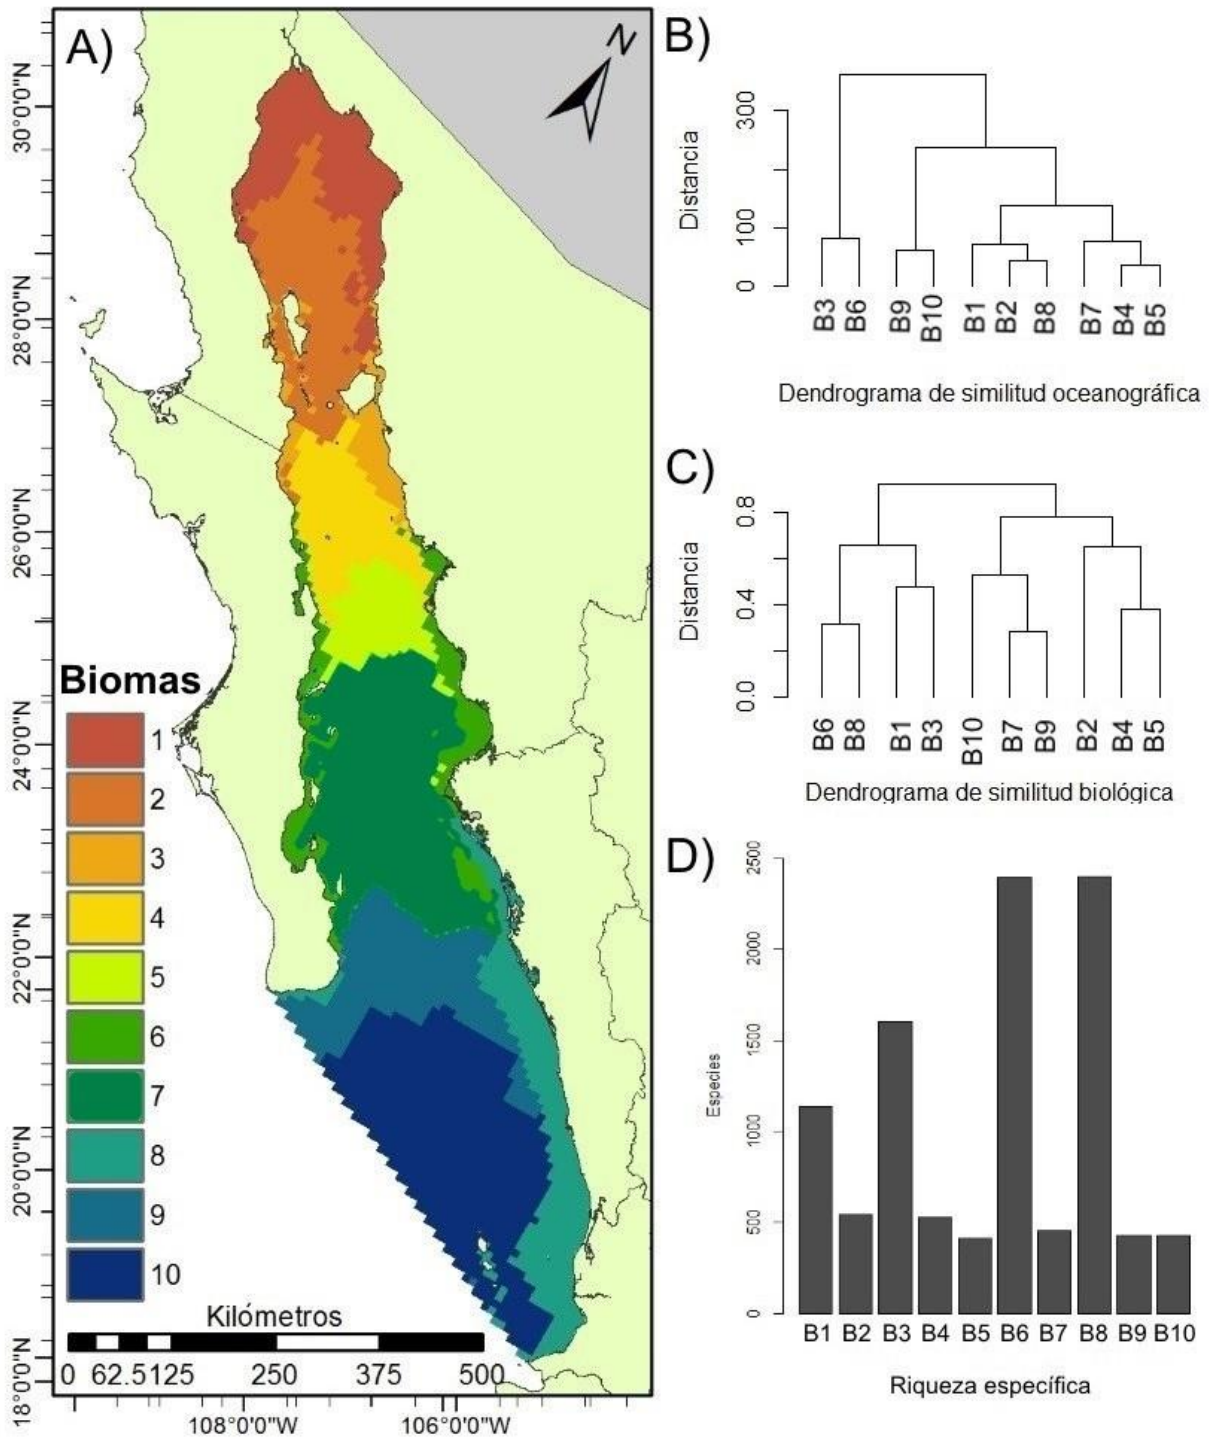 A)
N
30°0'0"N
28°0'0"N
26°0'0"N
24°0'0"N
22°0'0"N
20°0'0"N
18°0'0"N
108°0'0"W
106°0'0"W
Biomas
1
2
3
4
5
6
7
8
9
10
Kilómetros
0 62.5125 250 375 500
B)
Distancia
300
100
0
B3 B6 B9 B10 B1 B2 B8 B7 B4 B5
Dendrograma de similitud oceanográfica
C)
Distancia
0.8
0.4
0.0
B6 B8 B1 B3 B10 B7 B9 B2 B4 B5
Dendrograma de similitud biológica
D)
Especies
2500
2000
1500
1000
500
0
B1 B2 B3 B4 B5 B6 B7 B8 B9 B10
Riqueza específica